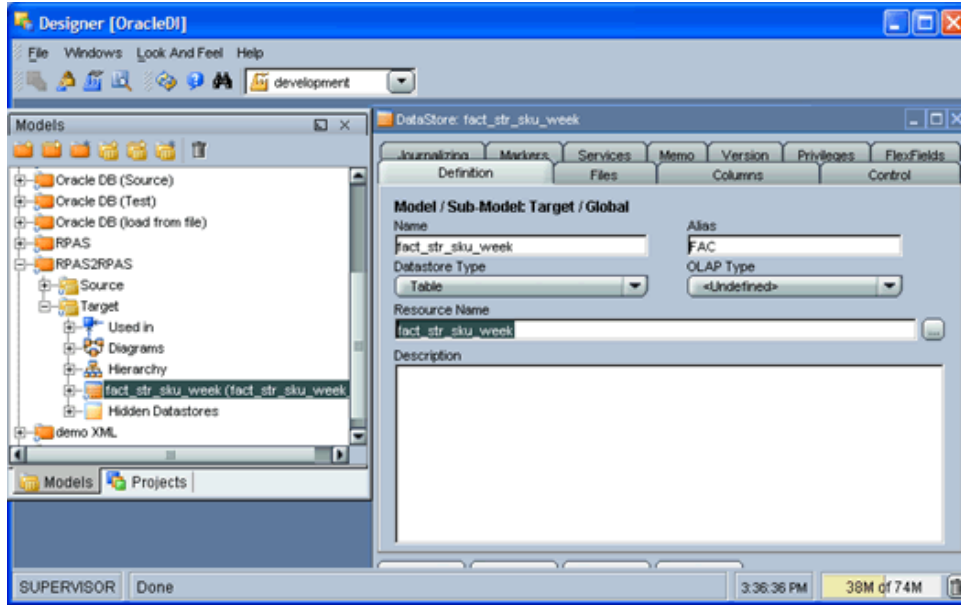 Designer [OracleDI]
File Windows Look And Feel Help
development
Models
Oracle DB (Source)
Oracle DB (Test)
Oracle DB (load from file)
RPAS
RPAS2RPAS
Source
Target
Used in
Diagrams
Hierarchy
fact_str_sku_week (fact_str_sku_week
Hidden Datastores
demo XML
Models Projects
DataStore: fact_str_sku_week
Journalizing Markers Services Memo Version Privileges FlexFields
Definition Files Columns Control
Model / Sub-Model: Target / Global
Name Alias
fact_str_sku_week FAC
Datastore Type OLAP Type
Table <Undefined>
Resource Name
fact_str_sku_week
...
Description
SUPERVISOR Done 3:36:36 PM 38M of 74M